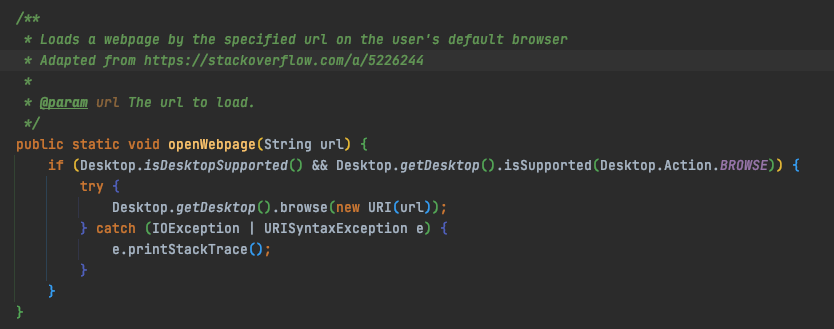 /**
 * Loads a webpage by the specified url on the user's default browser
 * Adapted from https://stackoverflow.com/a/5226244
 *
 * @param url The url to load.
 */
public static void openWebpage(String url) {
    if (Desktop.isDesktopSupported() && Desktop.getDesktop().isSupported(Desktop.Action.BROWSE)) {
        try {
            Desktop.getDesktop().browse(new URI(url));
        } catch (IOException | URISyntaxException e) {
            e.printStackTrace();
        }
    }
}